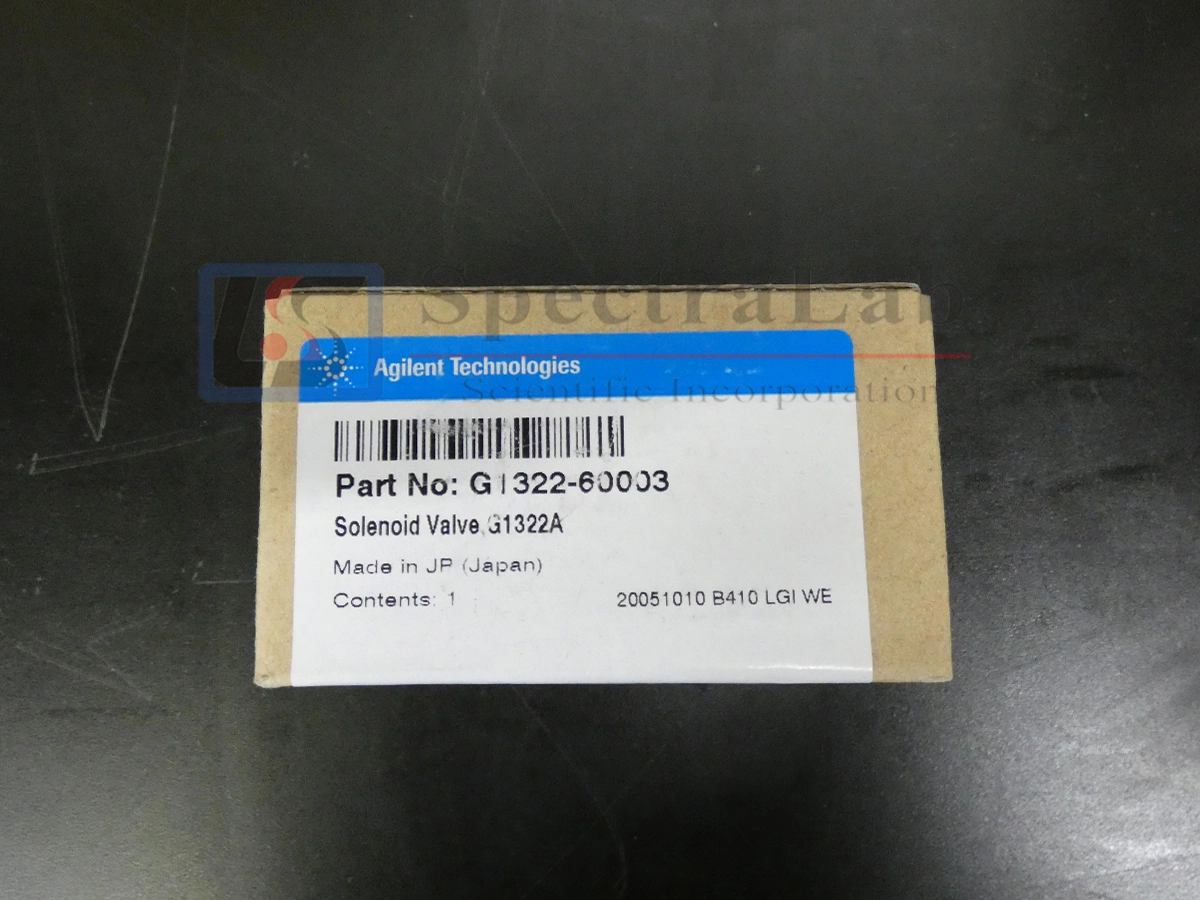 SpectraLab
Scientific Incorporation
Agilent Technologies
Part No: G1322-60003
Solenoid Valve,G1322A
Made in JP (Japan)
Contents: 1
20051010 B410 LGI WE